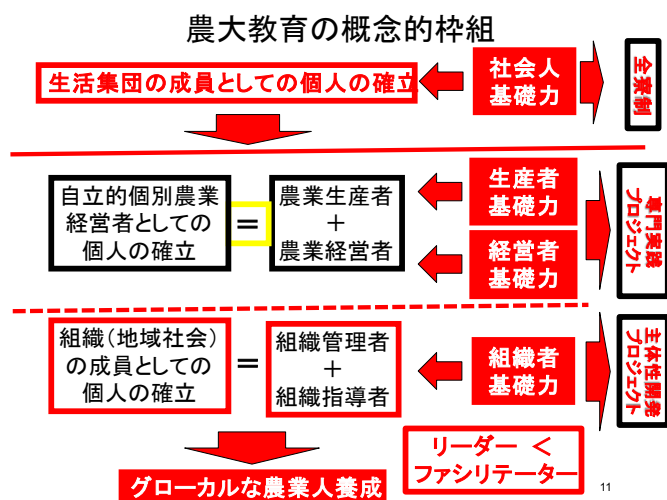 農大教育の概念的枠組
生活集団の成員としての個人の確立
社会人
基礎力
全寮制
自立的個別農業
経営者としての
個人の確立
＝
農業生産者
＋
農業経営者
生産者
基礎力
経営者
基礎力
専門実践
プロジェクト
組織（地域社会）
の成員としての
個人の確立
＝
組織管理者
＋
組織指導者
組織者
基礎力
主体性開発
プロジェクト
リーダー ＜
ファシリテーター
グローカルな農業人養成
11